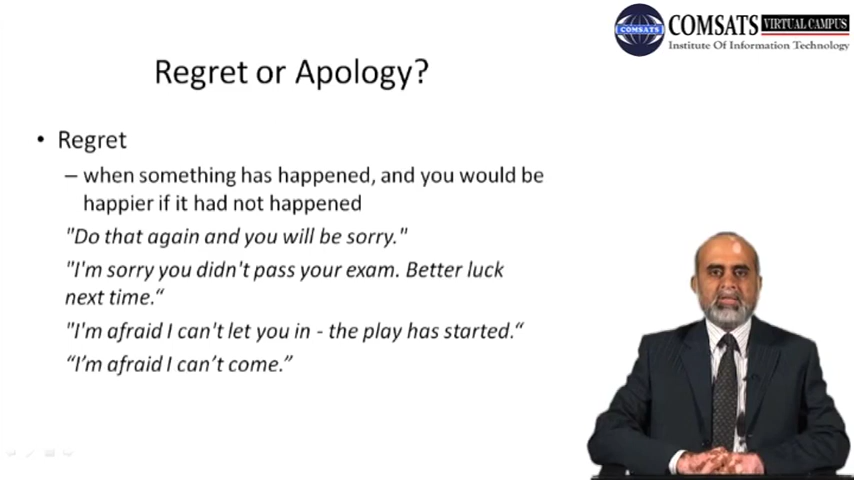 COMSATS VIRTUAL CAMPUS
COMSATS
Institute Of Information Technology
Regret or Apology?
• Regret
– when something has happened, and you would be
happier if it had not happened
"Do that again and you will be sorry."
"I'm sorry you didn't pass your exam. Better luck
next time.“
"I'm afraid I can't let you in - the play has started.“
“I’m afraid I can’t come.”